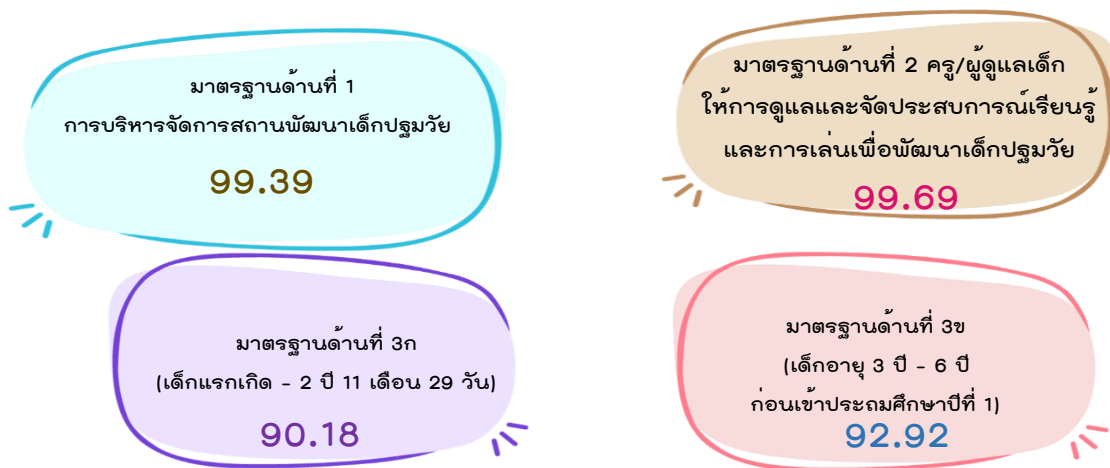 มาตรฐานด้านที่ 1
การบริหารจัดการสถานพัฒนาเด็กปฐมวัย
99.39
มาตรฐานด้านที่ 2 ครู/ผู้ดูแลเด็ก
ให้การดูแลและจัดประสบการณ์เรียนรู้
และการเล่นเพื่อพัฒนาเด็กปฐมวัย
99.69
มาตรฐานด้านที่ 3ก
(เด็กแรกเกิด - 2 ปี 11 เดือน 29 วัน)
90.18
มาตรฐานด้านที่ 3ข
(เด็กอายุ 3 ปี - 6 ปี
ก่อนเข้าประถมศึกษาปีที่ 1)
92.92